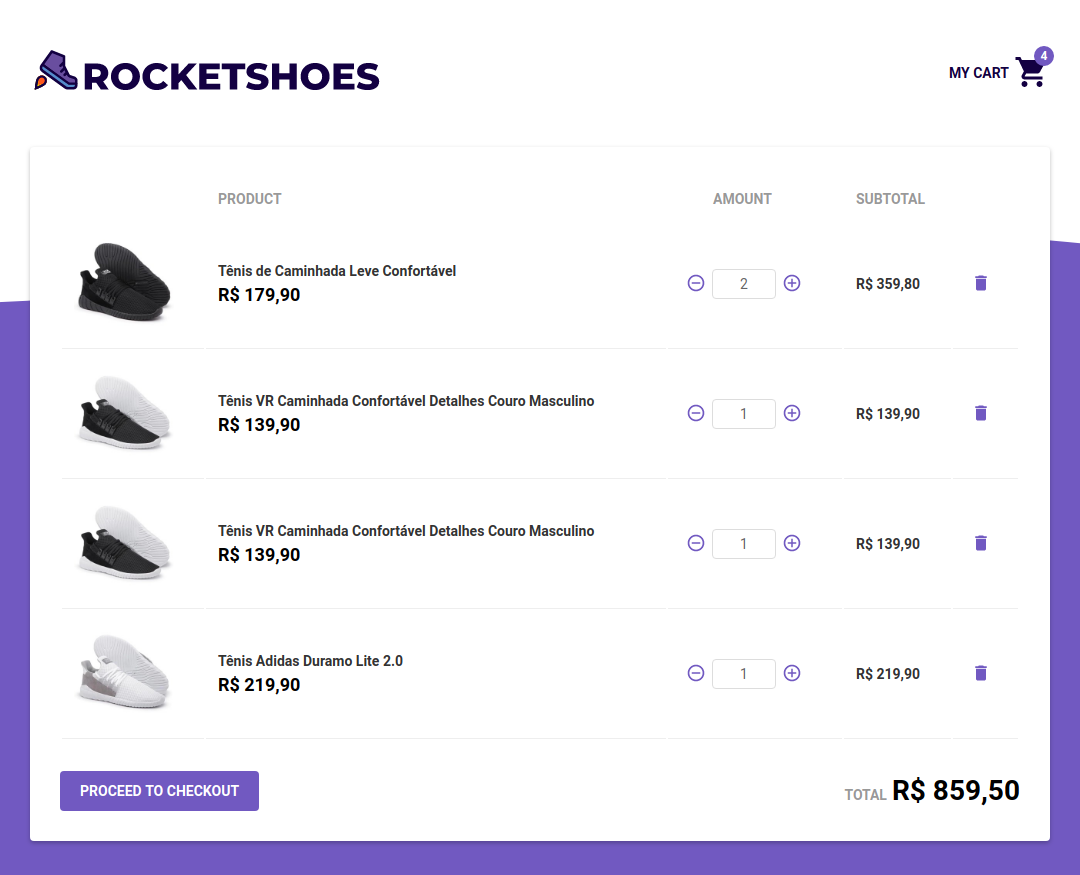 ROCKETSHOES
MY CART 4
PRODUCT AMOUNT SUBTOTAL
Tênis de Caminhada Leve Confortável
R$ 179,90
2 R$ 359,80
Tênis VR Caminhada Confortável Detalhes Couro Masculino
R$ 139,90
1 R$ 139,90
Tênis VR Caminhada Confortável Detalhes Couro Masculino
R$ 139,90
1 R$ 139,90
Tênis Adidas Duramo Lite 2.0
R$ 219,90
1 R$ 219,90
PROCEED TO CHECKOUT
TOTAL R$ 859,50